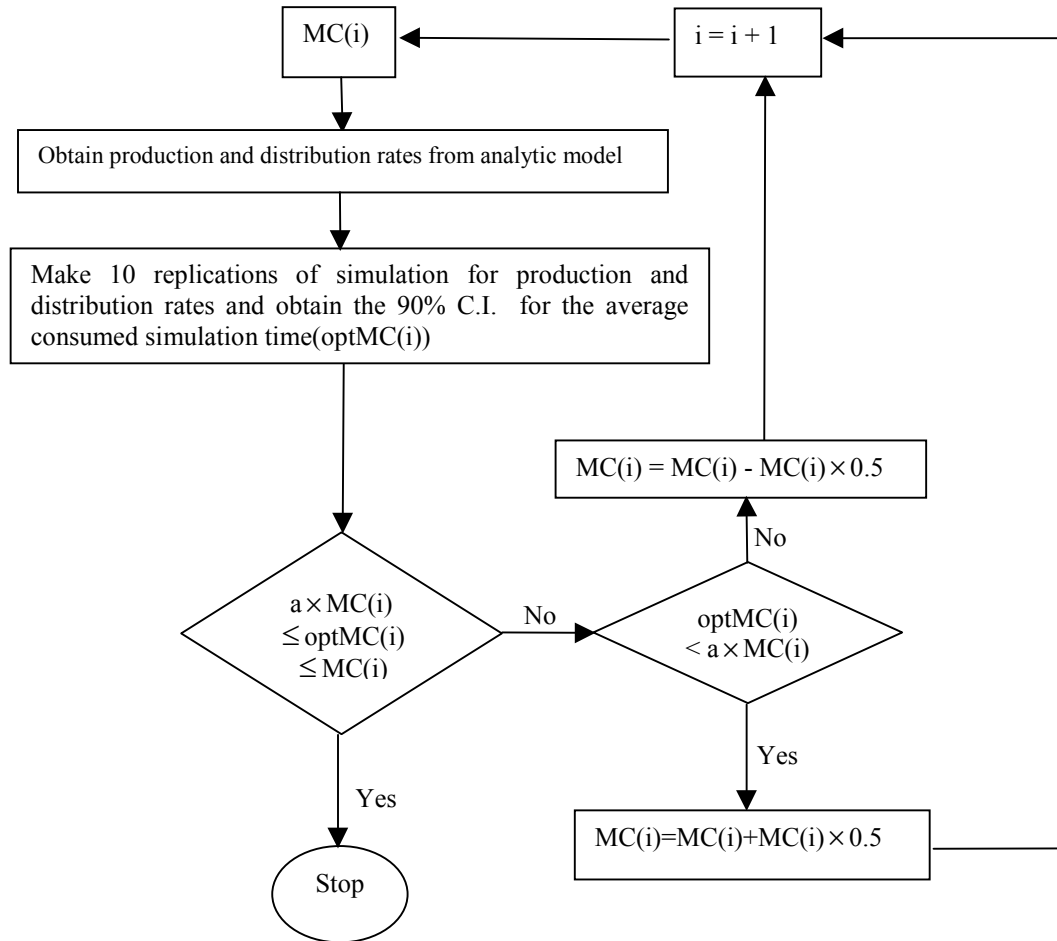 MC(i)
i = i + 1
Obtain production and distribution rates from analytic model
Make 10 replications of simulation for production and
distribution rates and obtain the 90% C.I. for the average
consumed simulation time(optMC(i))
MC(i) = MC(i) - MC(i) × 0.5
No
a × MC(i)
≤ optMC(i)
≤ MC(i)
No
optMC(i)
< a × MC(i)
Yes
Yes
MC(i)=MC(i)+MC(i) × 0.5
Stop